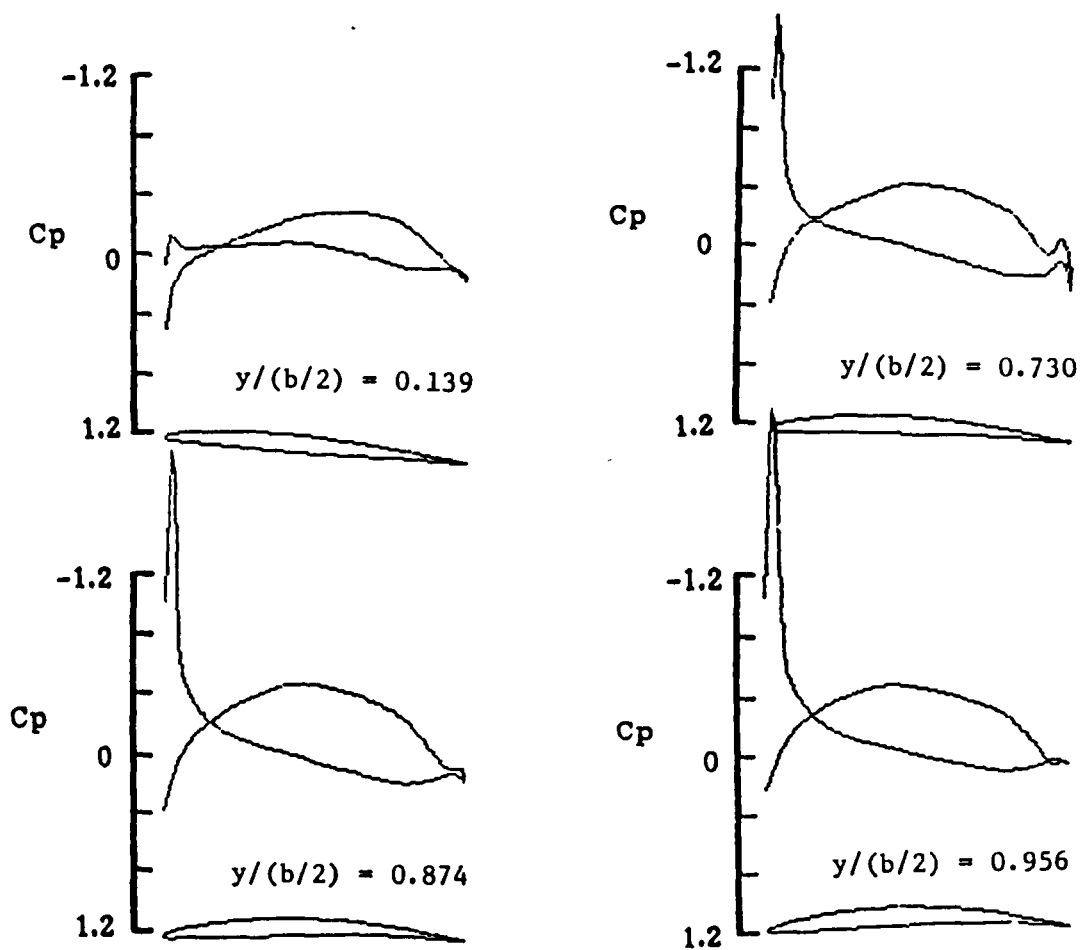 -1.2
Cp
0
y/(b/2) = 0.139
1.2
-1.2
Cp
0
y/(b/2) = 0.730
1.2
-1.2
Cp
0
y/(b/2) = 0.874
1.2
-1.2
Cp
0
y/(b/2) = 0.956
1.2